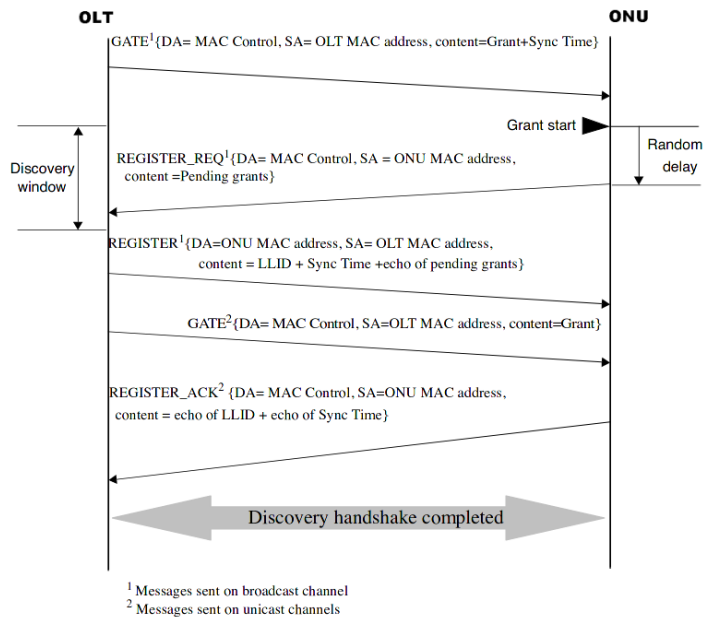 OLT ONU
GATE¹{DA= MAC Control, SA= OLT MAC address, content=Grant+Sync Time}
Grant start
Random
delay
Discovery
window
REGISTER_REQ¹{DA= MAC Control, SA = ONU MAC address,
content =Pending grants}
REGISTER¹{DA=ONU MAC address, SA= OLT MAC address,
content = LLID + Sync Time +echo of pending grants}
GATE²{DA= MAC Control, SA=OLT MAC address, content=Grant}
REGISTER_ACK² {DA= MAC Control, SA=ONU MAC address,
content = echo of LLID + echo of Sync Time}
Discovery handshake completed
¹ Messages sent on broadcast channel
² Messages sent on unicast channels